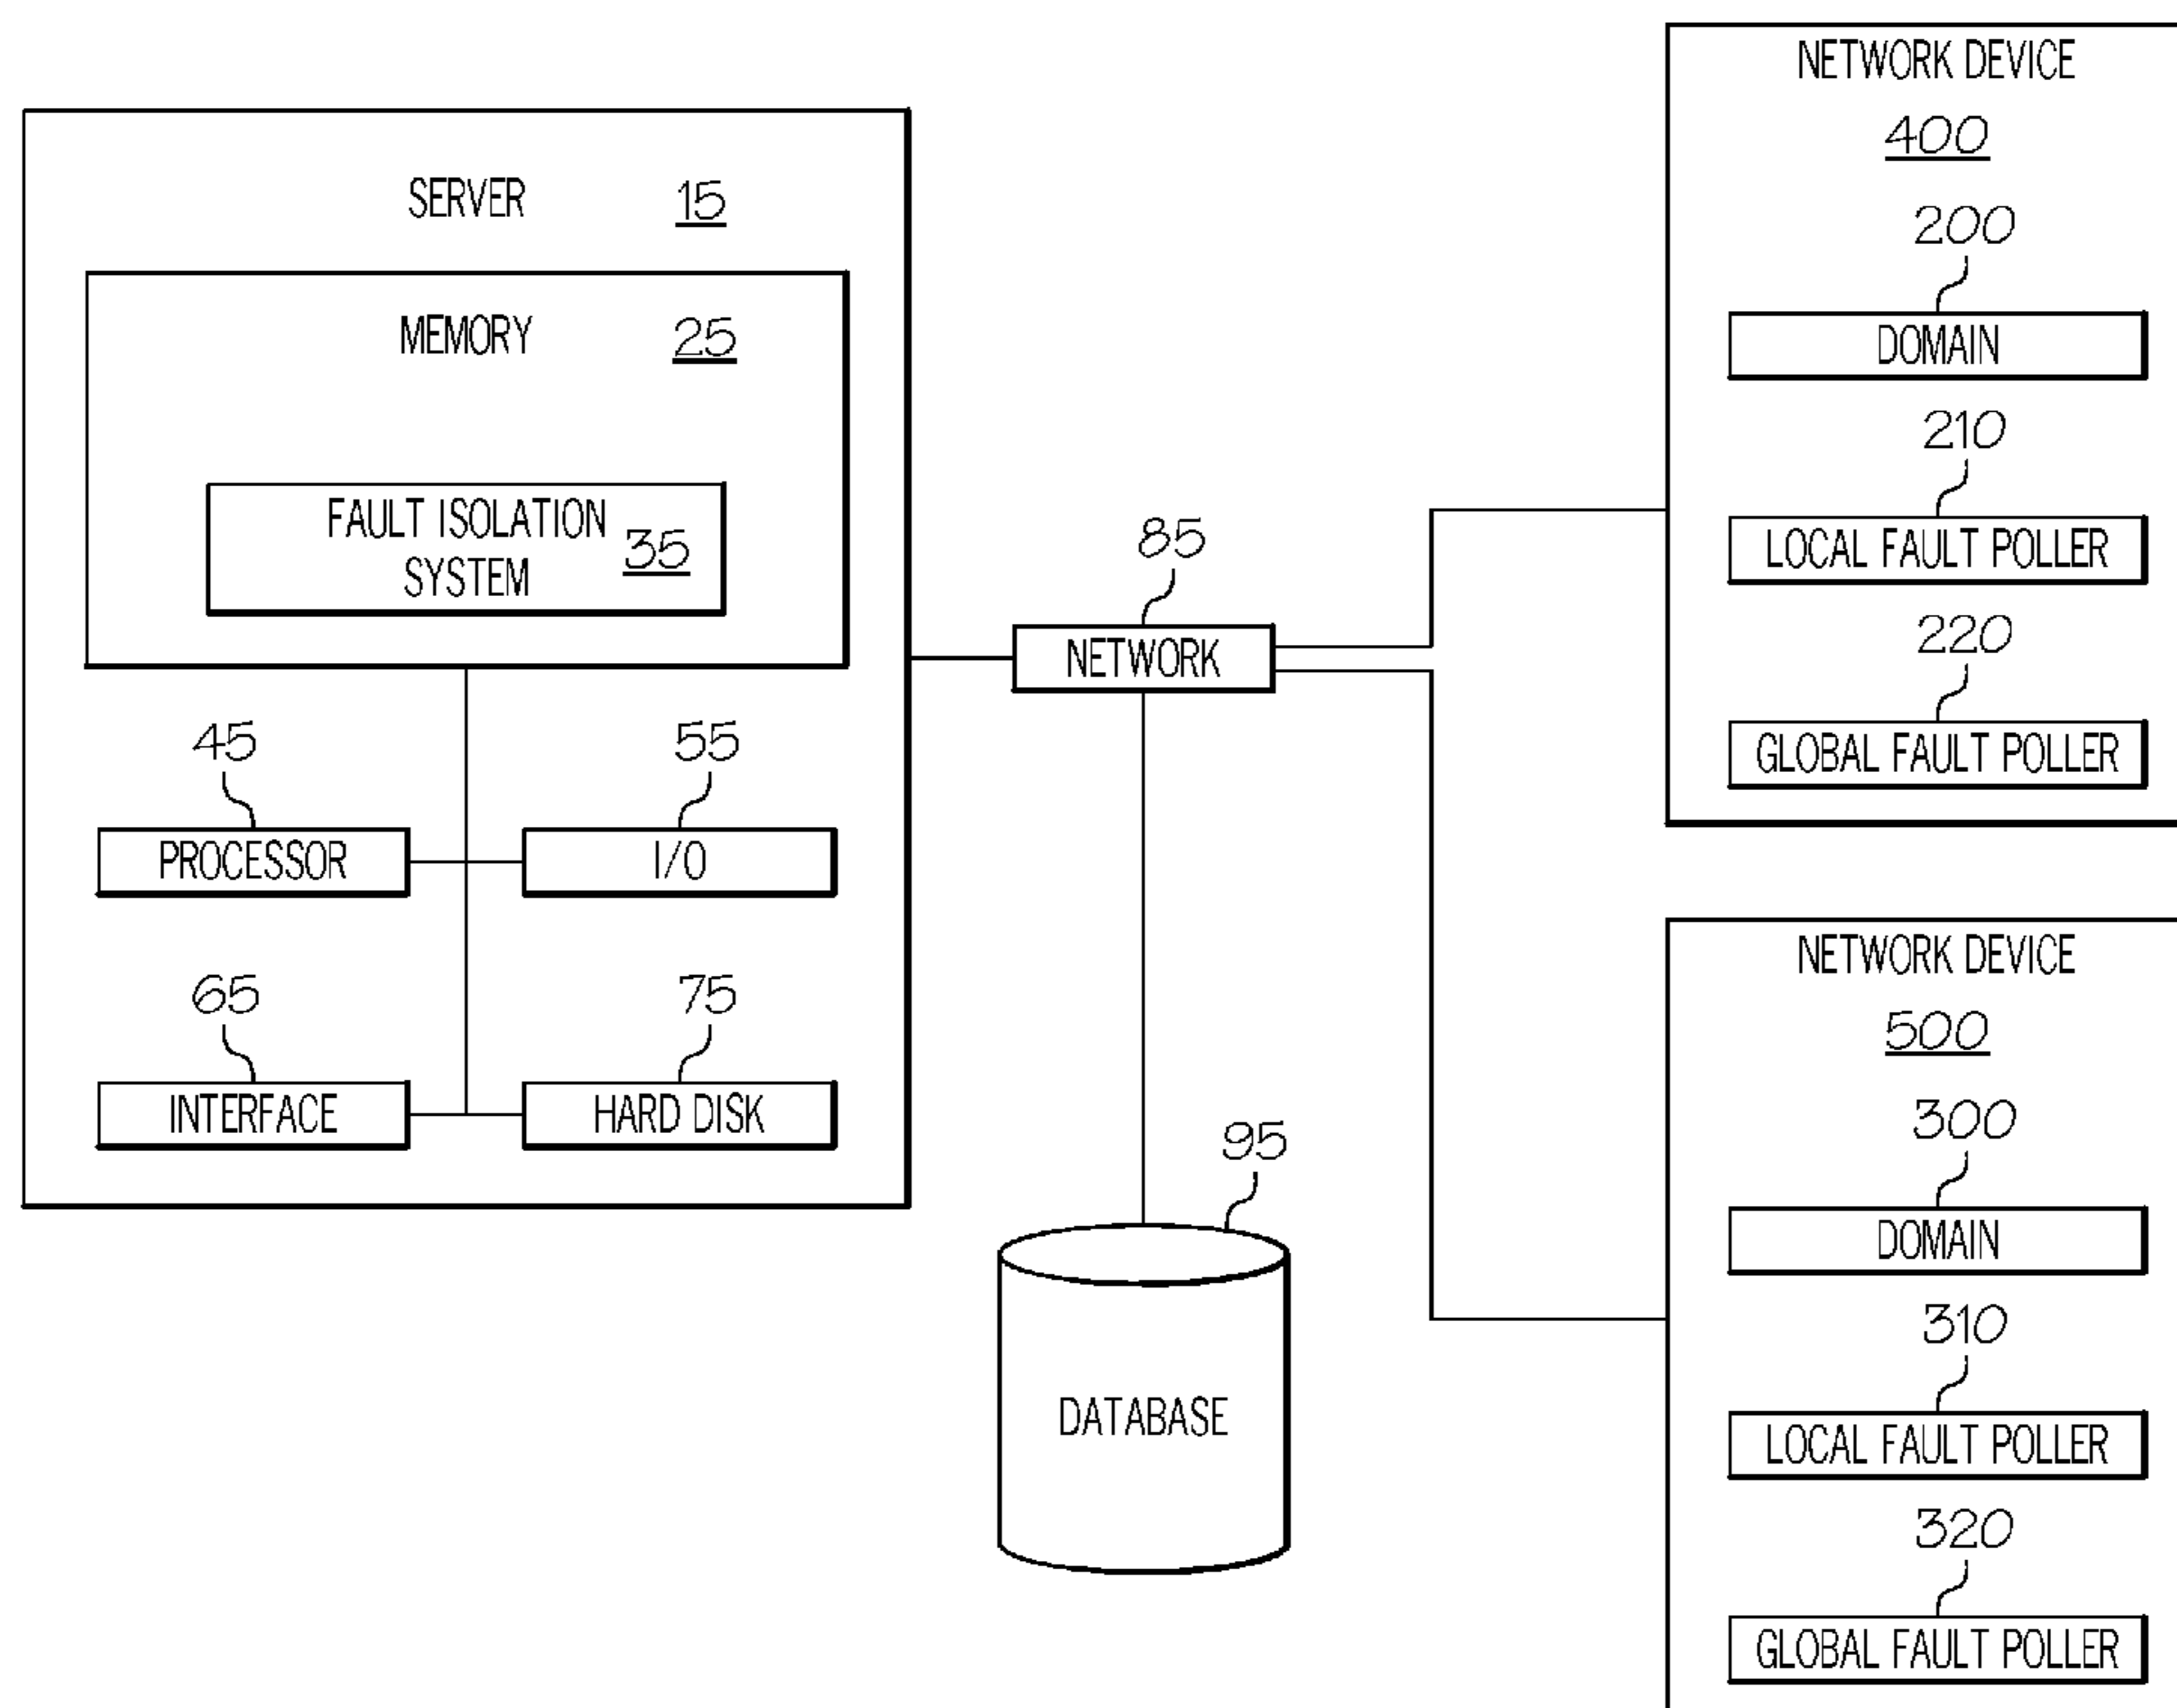 SERVER 15
MEMORY 25
FAULT ISOLATION
SYSTEM 35
45
PROCESSOR
55
I/O
65
INTERFACE
75
HARD DISK
85
NETWORK
95
DATABASE
NETWORK DEVICE
400
200
DOMAIN
210
LOCAL FAULT POLLER
220
GLOBAL FAULT POLLER
NETWORK DEVICE
500
300
DOMAIN
310
LOCAL FAULT POLLER
320
GLOBAL FAULT POLLER